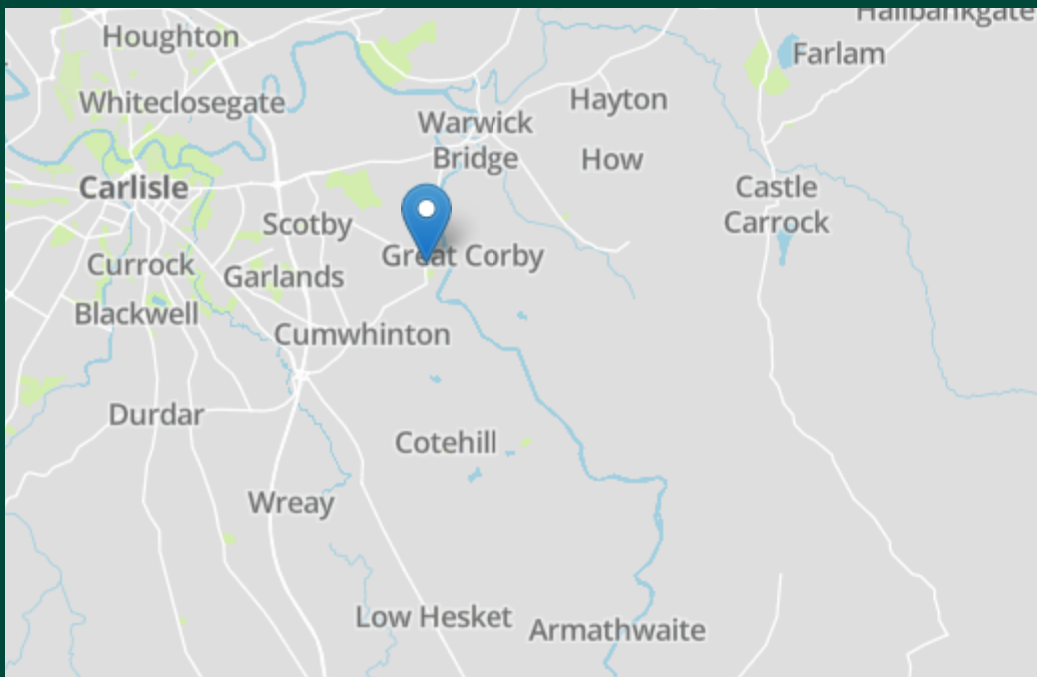 Hallbankgate
Houghton
Farlam
Whiteclosegate
Hayton
Warwick
Bridge
How
Carlisle
Castle
Carrock
Scotby
Great Corby
Currock
Garlands
Blackwell
Cumwhinton
Durdar
Cotehill
Wreay
Low Hesket
Armathwaite